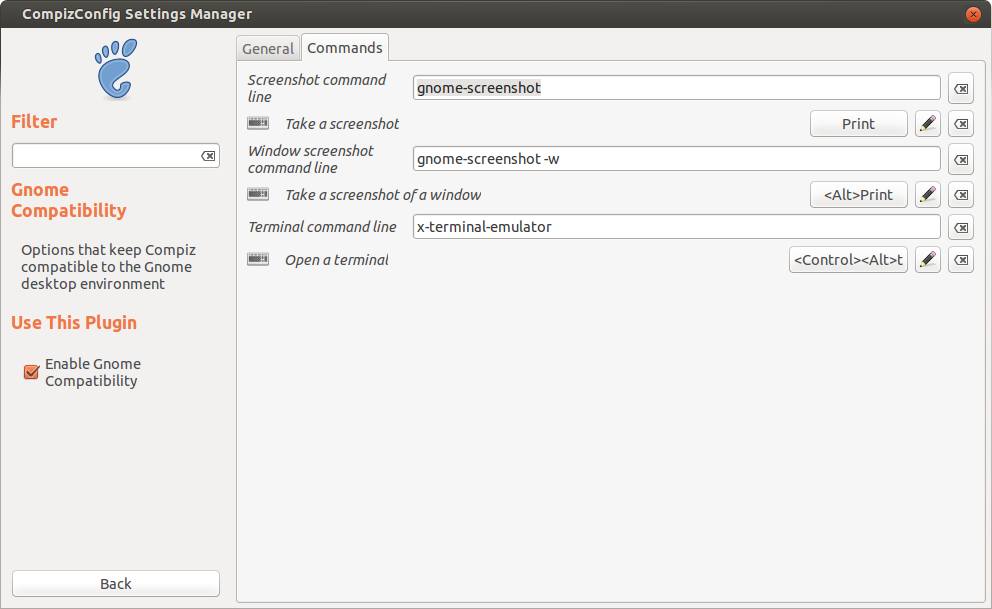 CompizConfig Settings Manager
Filter
Gnome
Compatibility
Options that keep Compiz
compatible to the Gnome
desktop environment
Use This Plugin
Enable Gnome
Compatibility
Back
General
Commands
Screenshot command
line
gnome-screenshot
Take a screenshot
Print
Window screenshot
command line
gnome-screenshot -w
Take a screenshot of a window
<Alt>Print
Terminal command line
x-terminal-emulator
Open a terminal
<Control><Alt>t